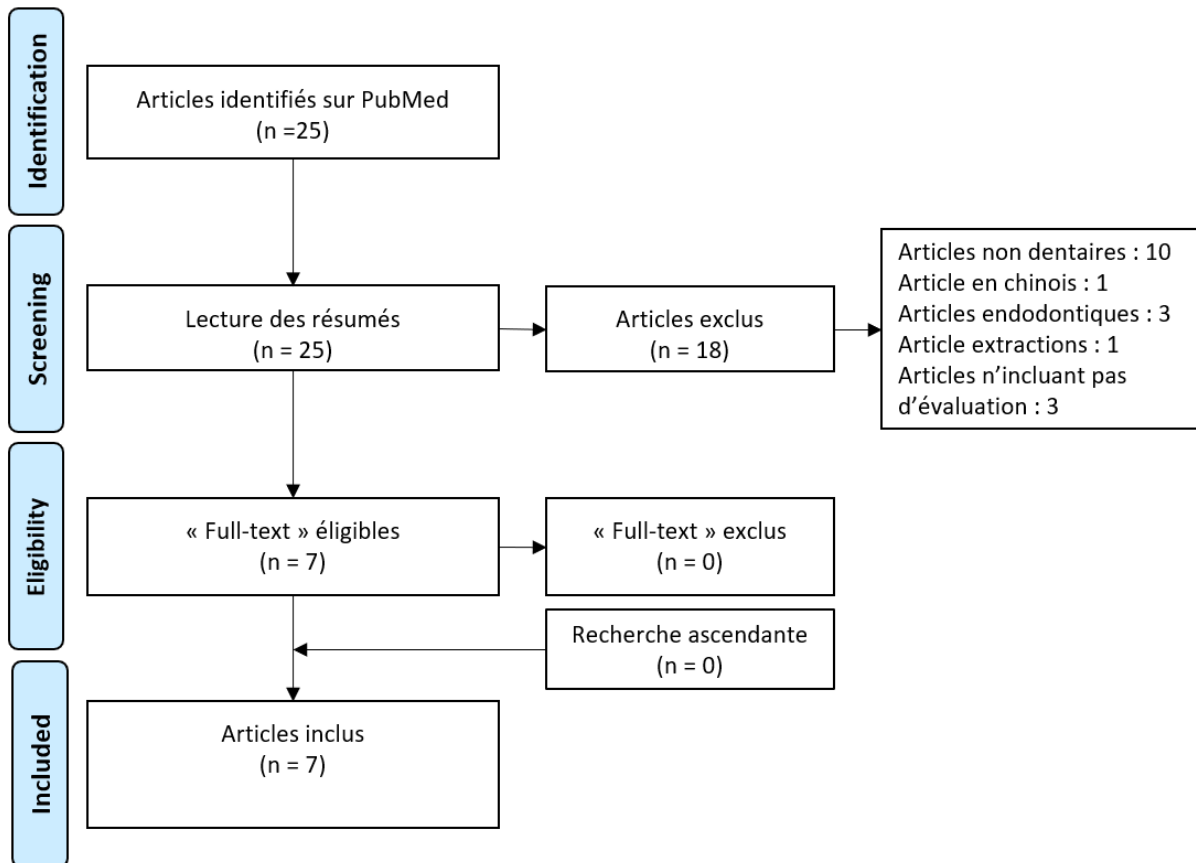 Identification
Articles identifiés sur PubMed
(n =25)
Screening
Lecture des résumés
(n = 25)
Articles exclus
(n = 18)
Articles non dentaires : 10
Article en chinois : 1
Articles endodontiques : 3
Article extractions : 1
Articles n’incluant pas
d’évaluation : 3
Eligibility
« Full-text » éligibles
(n = 7)
« Full-text » exclus
(n = 0)
Recherche ascendante
(n = 0)
Included
Articles inclus
(n = 7)